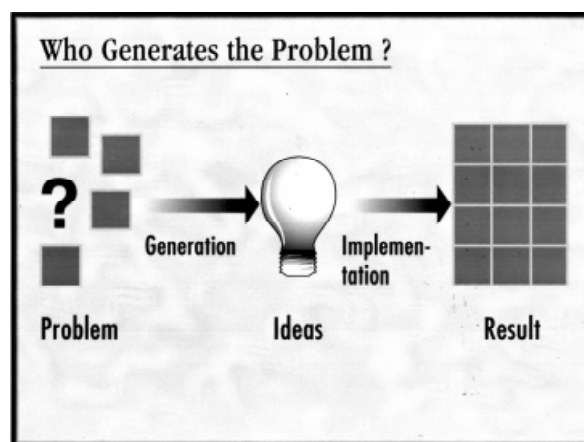 Who Generates the Problem ?
?
Generation
Implemen-
tation
Problem Ideas Result